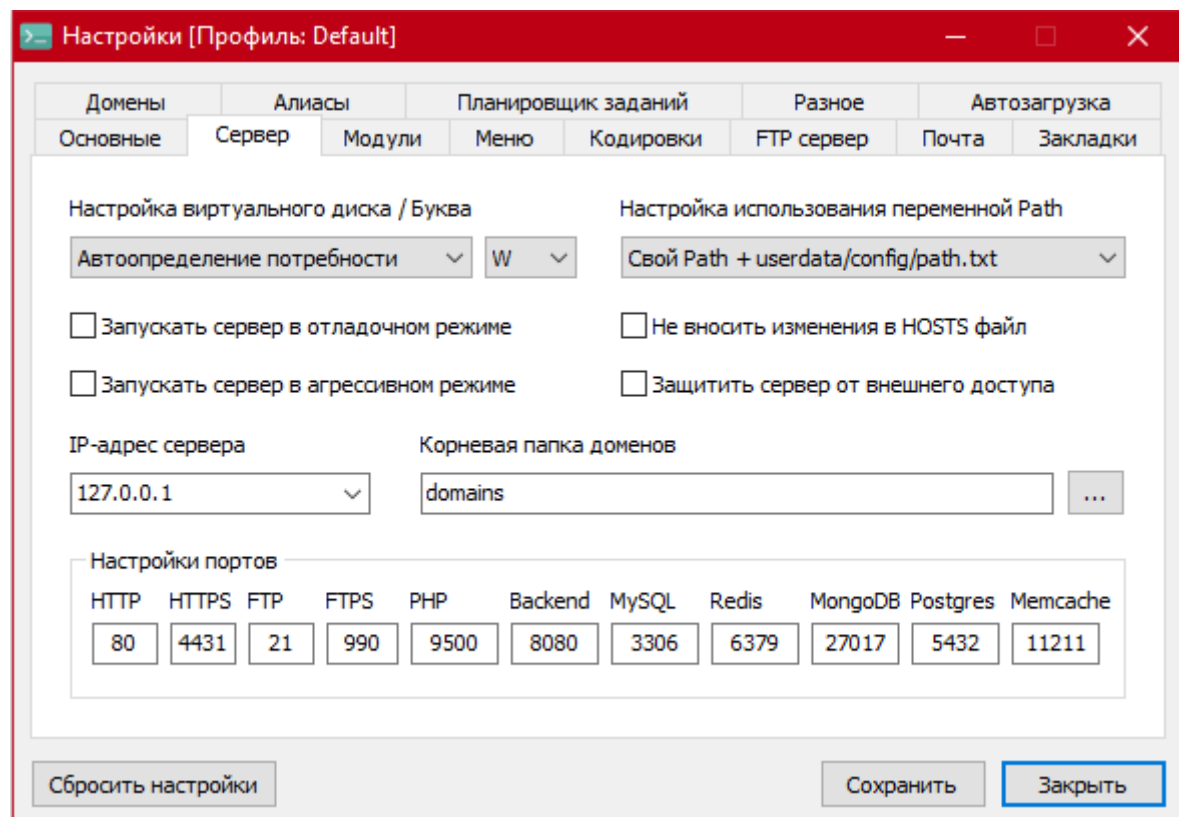 Настройки [Профиль: Default]
Домены Алиасы Планировщик заданий Разное Автозагрузка
Основные Сервер Модули Меню Кодировки FTP сервер Почта Закладки
Настройка виртуального диска / Буква Настройка использования переменной Path
Автоопределение потребности W Свой Path + userdata/config/path.txt
Запускать сервер в отладочном режиме Не вносить изменения в HOSTS файл
Запускать сервер в агрессивном режиме Защитить сервер от внешнего доступа
IP-адрес сервера Корневая папка доменов
127.0.0.1 domains ...
Настройки портов
HTTP HTTPS FTP FTPS PHP Backend MySQL Redis MongoDB Postgres Memcache
80 4431 21 990 9500 8080 3306 6379 27017 5432 11211
Сбросить настройки Сохранить Закрыть